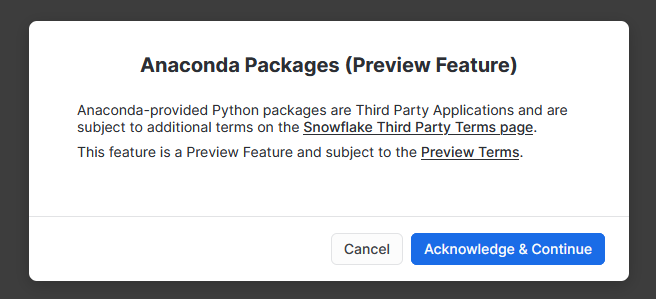 Anaconda Packages (Preview Feature)
Anaconda-provided Python packages are Third Party Applications and are
subject to additional terms on the Snowflake Third Party Terms page.
This feature is a Preview Feature and subject to the Preview Terms.
Cancel
Acknowledge & Continue